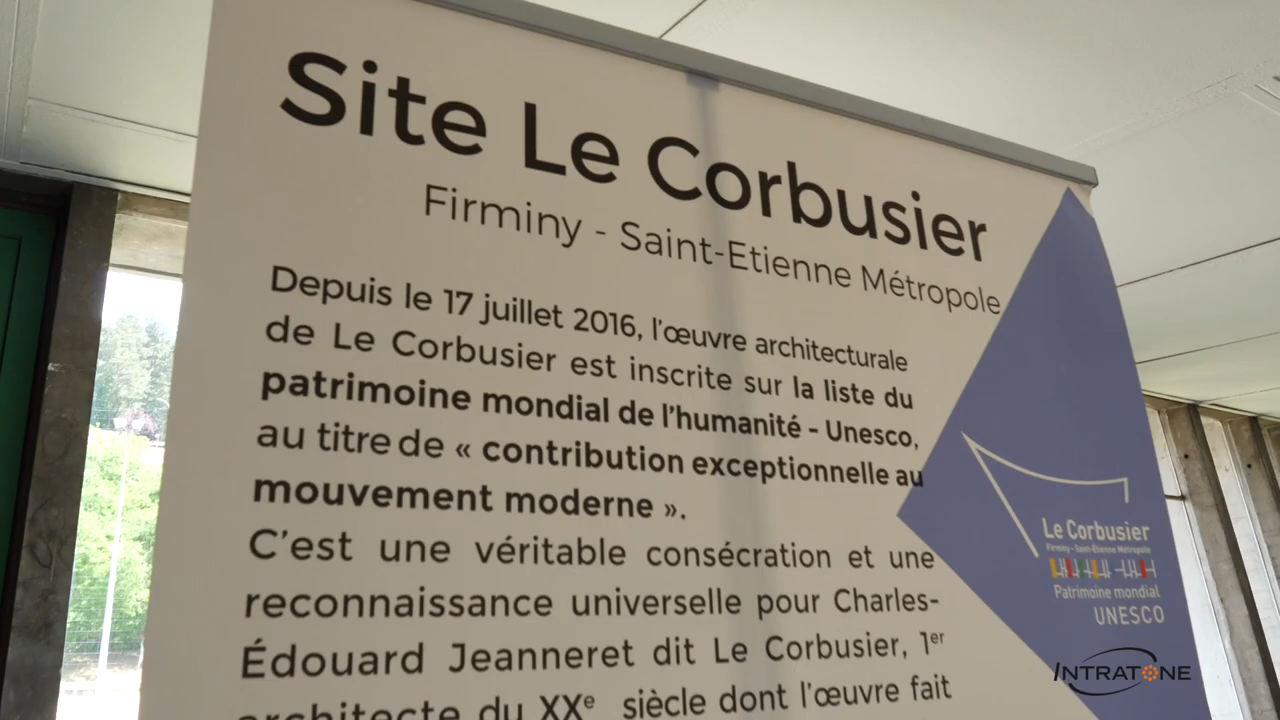 Site Le Corbusier
Firminy - Saint-Etienne Métropole
Depuis le 17 juillet 2016, l'œuvre architecturale
de Le Corbusier est inscrite sur la liste du
patrimoine mondial de l'humanité - Unesco,
au titre de « contribution exceptionnelle au
mouvement moderne ».
C'est une véritable consécration et une
reconnaissance universelle pour Charles-
Édouard Jeanneret dit Le Corbusier, 1er
architecte du XXe siècle dont l'œuvre fait
Le Corbusier
Firminy - Saint-Etienne Métropole
Patrimoine mondial
UNESCO
INTRATONE